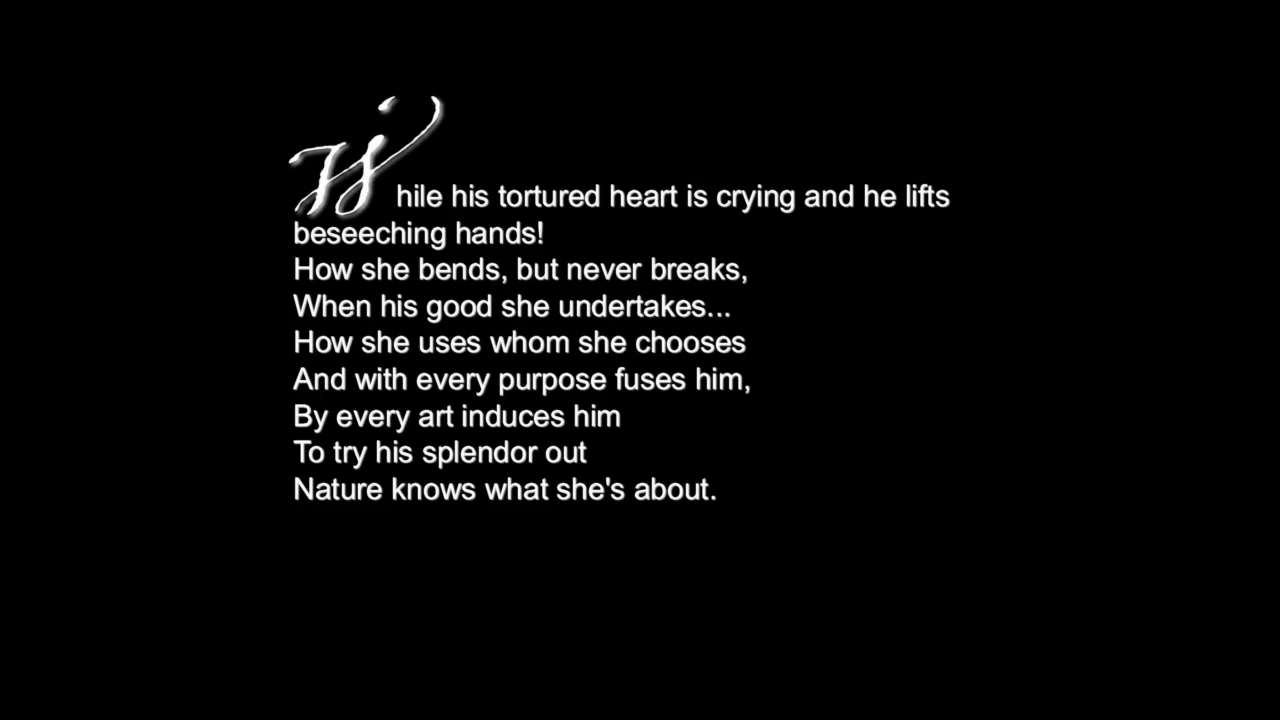 While his tortured heart is crying and he lifts
beseeching hands!
How she bends, but never breaks,
When his good she undertakes...
How she uses whom she chooses
And with every purpose fuses him,
By every art induces him
To try his splendor out
Nature knows what she's about.